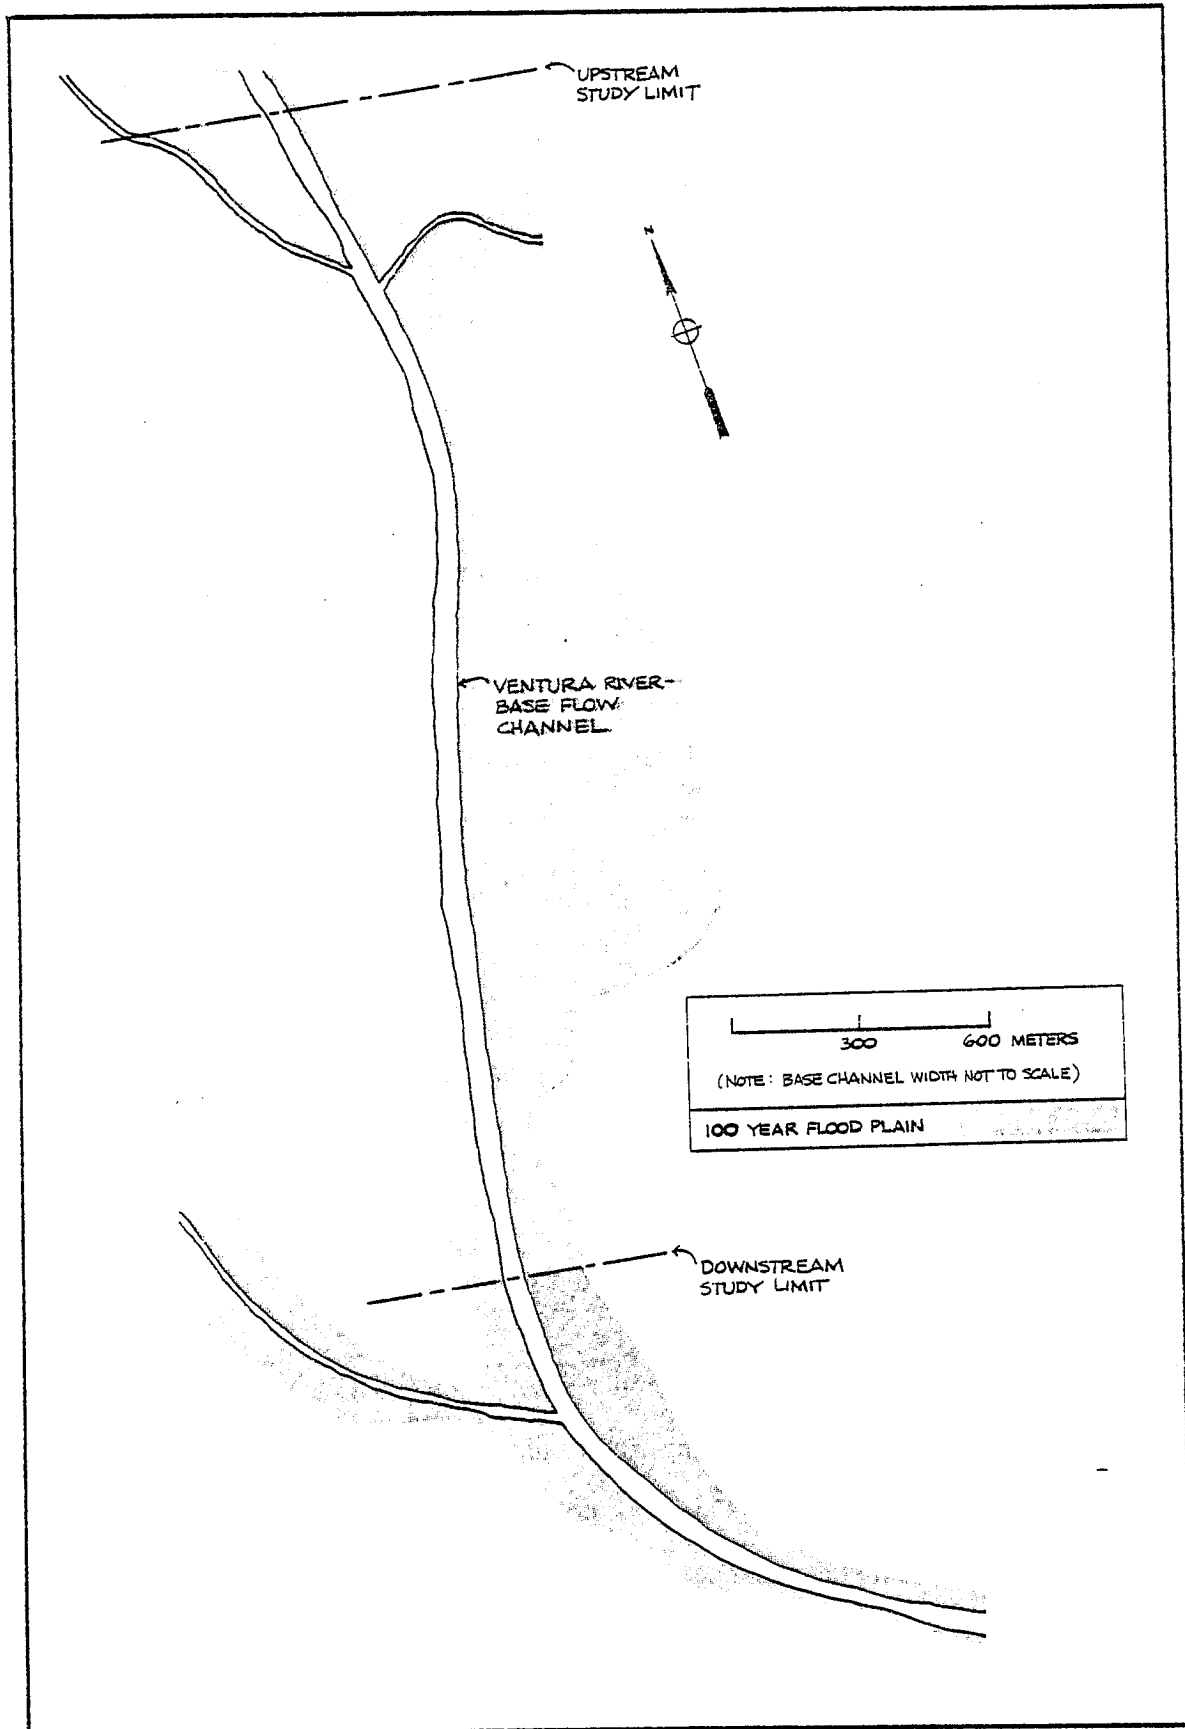 UPSTREAM
STUDY LIMIT
N
VENTURA RIVER-
BASE FLOW
CHANNEL.
300 600 METERS
(NOTE: BASE CHANNEL WIDTH NOT TO SCALE)
100 YEAR FLOOD PLAIN
DOWNSTREAM
STUDY LIMIT